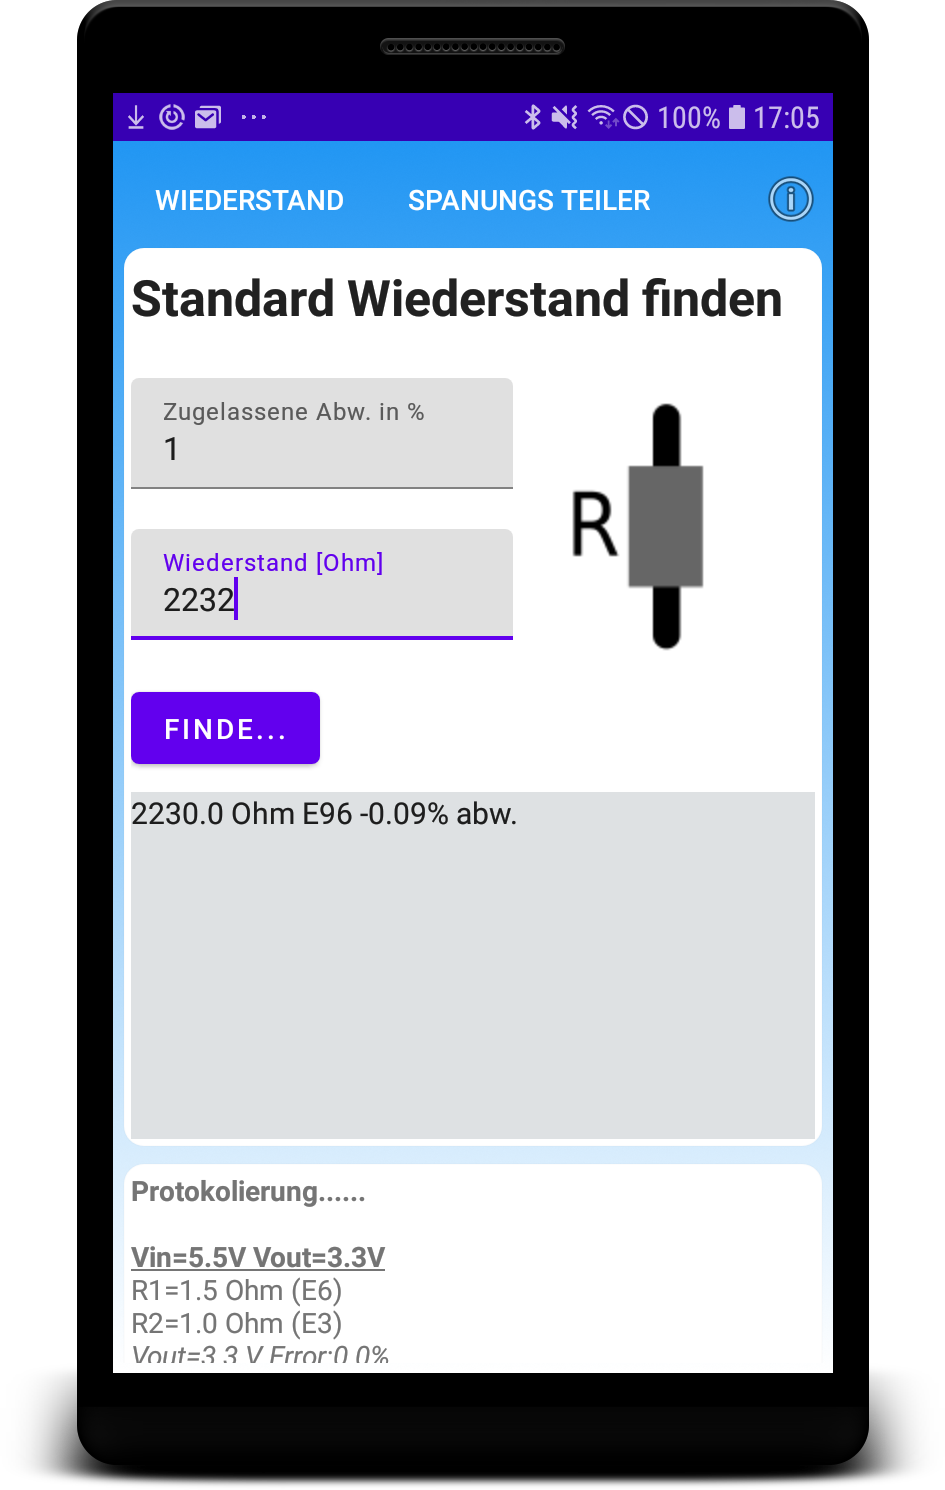 100% 17:05
WIEDERSTAND SPANUNGS TEILER
Standard Wiederstand finden
Zugelassene Abw. in %
1
R
Wiederstand [Ohm]
2232
FINDE...
2230.0 Ohm E96 -0.09% abw.
Protokolierung......
Vin=5.5V Vout=3.3V
R1=1.5 Ohm (E6)
R2=1.0 Ohm (E3)
Vout=3.3 V Error:0.0%